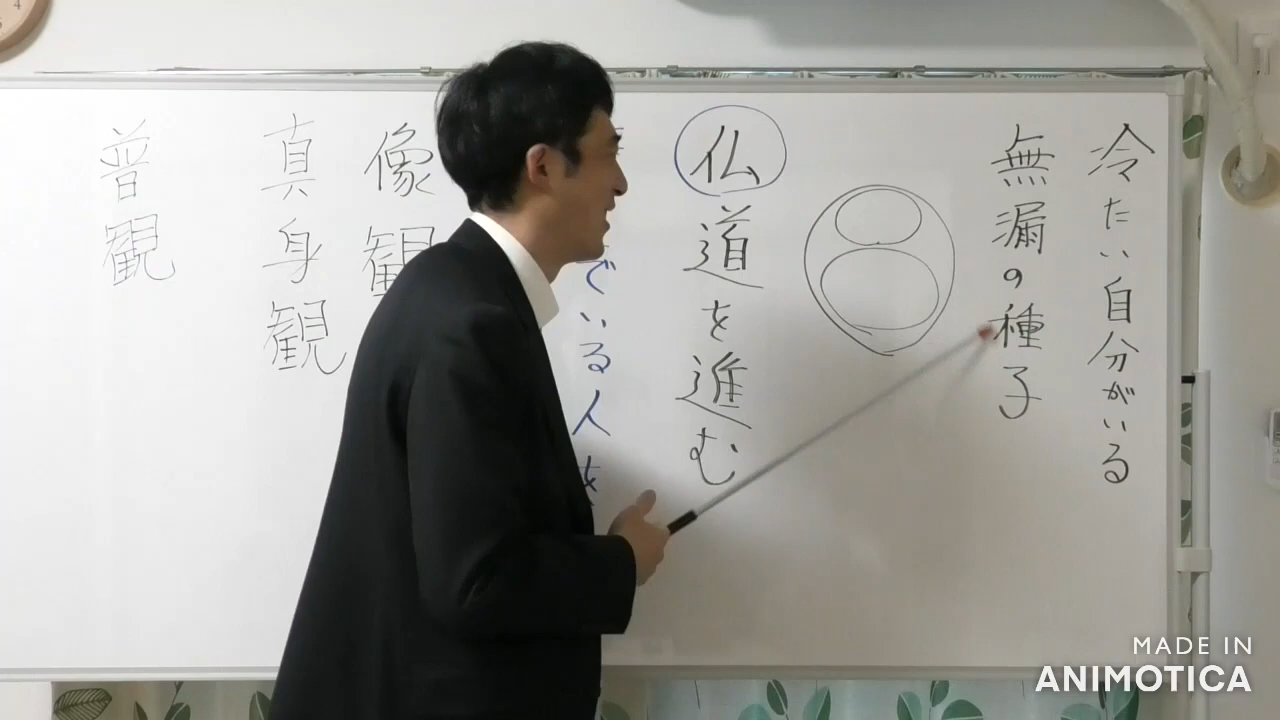 冷たい自分がいる
無漏の種子
仏道を進む
でいる人を
像観
真身観
普観
MADE IN
ANIMOTICA